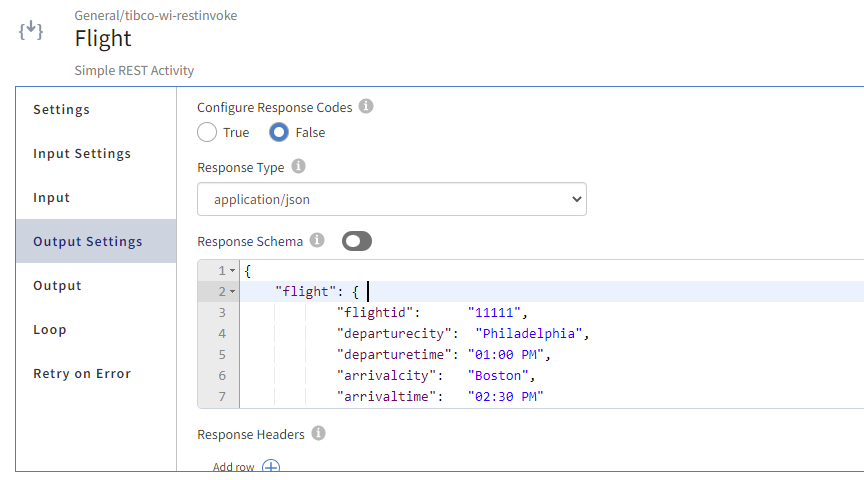 General/tibco-wi-restinvoke
Flight
Simple REST Activity
Settings
Input Settings
Input
Output Settings
Output
Loop
Retry on Error
Configure Response Codes
True False
Response Type
application/json
Response Schema
1 {
2 "flight": {
3 "flightid": "11111",
4 "departurecity": "Philadelphia",
5 "departuretime": "01:00 PM",
6 "arrivalcity": "Boston",
7 "arrivaltime": "02:30 PM"
Response Headers
Add row